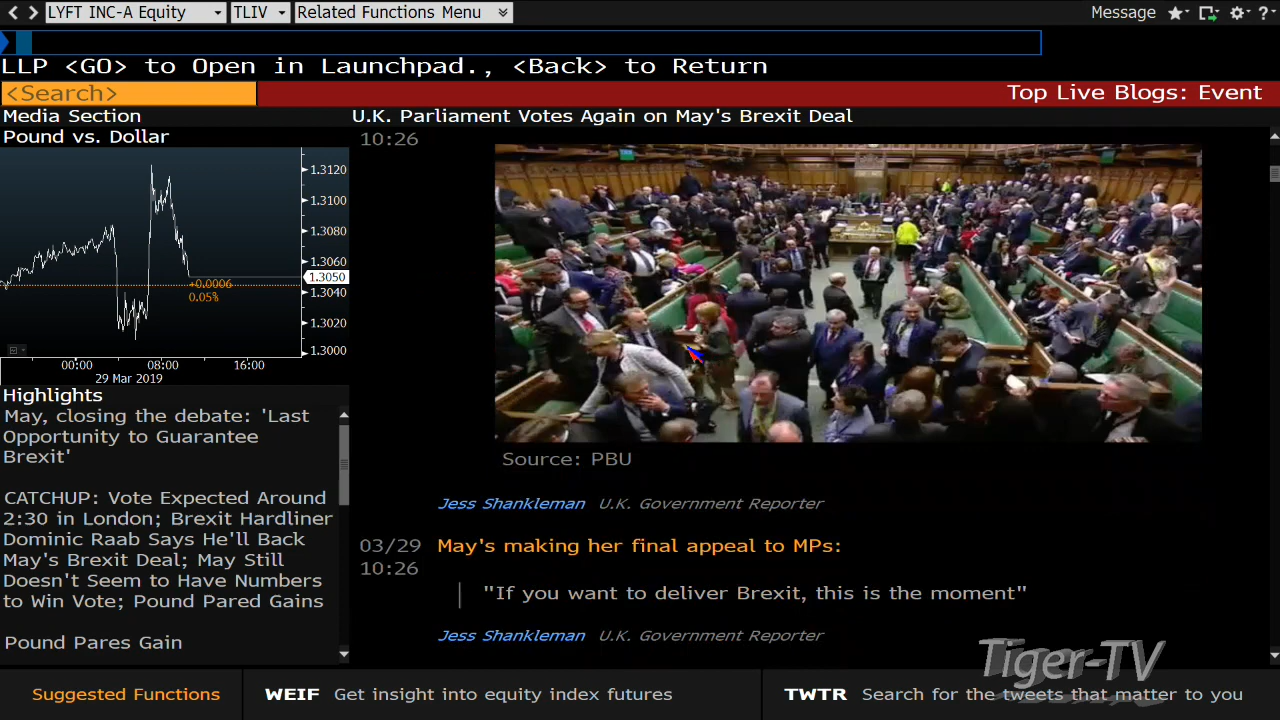 LYFT INC-A Equity
TLIV
Related Functions Menu
Message
?
LLP <GO> to Open in Launchpad., <Back> to Return
<Search>
Top Live Blogs: Event
Media Section
U.K. Parliament Votes Again on May's Brexit Deal
Pound vs. Dollar
10:26
1.3120
1.3100
1.3080
1.3060
1.3050
+0.0006
1.3040
0.05%
1.3020
1.3000
00:00
08:00
16:00
29 Mar 2019
Highlights
May, closing the debate: 'Last
Opportunity to Guarantee
Brexit'
CATCHUP: Vote Expected Around
2:30 in London; Brexit Hardliner
Dominic Raab Says He'll Back
May's Brexit Deal; May Still
Doesn't Seem to Have Numbers
to Win Vote; Pound Pared Gains
Pound Pares Gain
Source: PBU
Jess Shankleman U.K. Government Reporter
03/29 May's making her final appeal to MPs:
10:26
"If you want to deliver Brexit, this is the moment"
Jess Shankleman U.K. Government Reporter
Tiger-TV
Suggested Functions
WEIF Get insight into equity index futures
TWTR Search for the tweets that matter to you